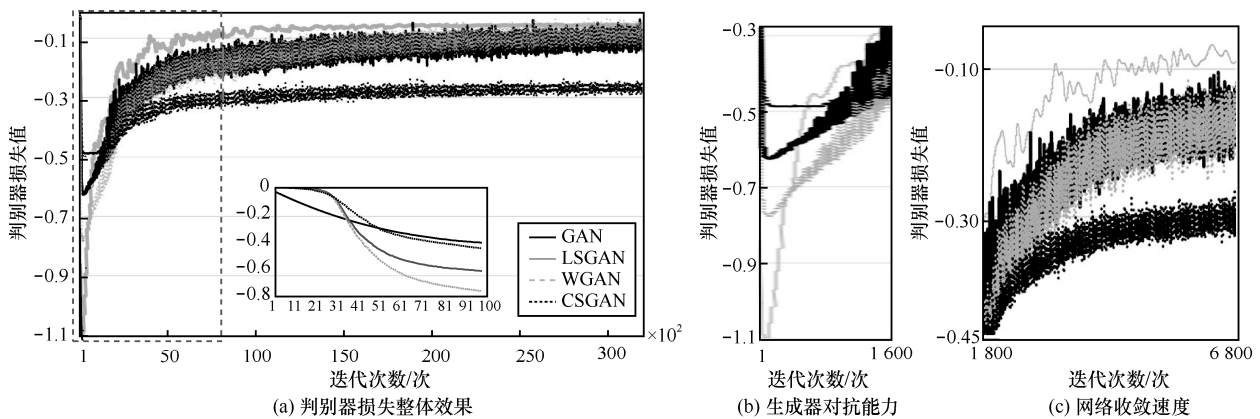 判别器损失值
−0.1
−0.3
−0.5
−0.7
−0.9
−1.1
1
50
100
150
200
250
300
×10²
迭代次数/次
(a) 判别器损失整体效果
0
−0.2
−0.4
−0.6
−0.8
1 11 21 31 41 51 61 71 81 91 100
GAN
LSGAN
WGAN
CSGAN
判别器损失值
−0.3
−0.5
−0.7
−0.9
−1.1
1
1 600
迭代次数/次
(b) 生成器对抗能力
判别器损失值
−0.10
−0.30
−0.45
1 800
6 800
迭代次数/次
(c) 网络收敛速度